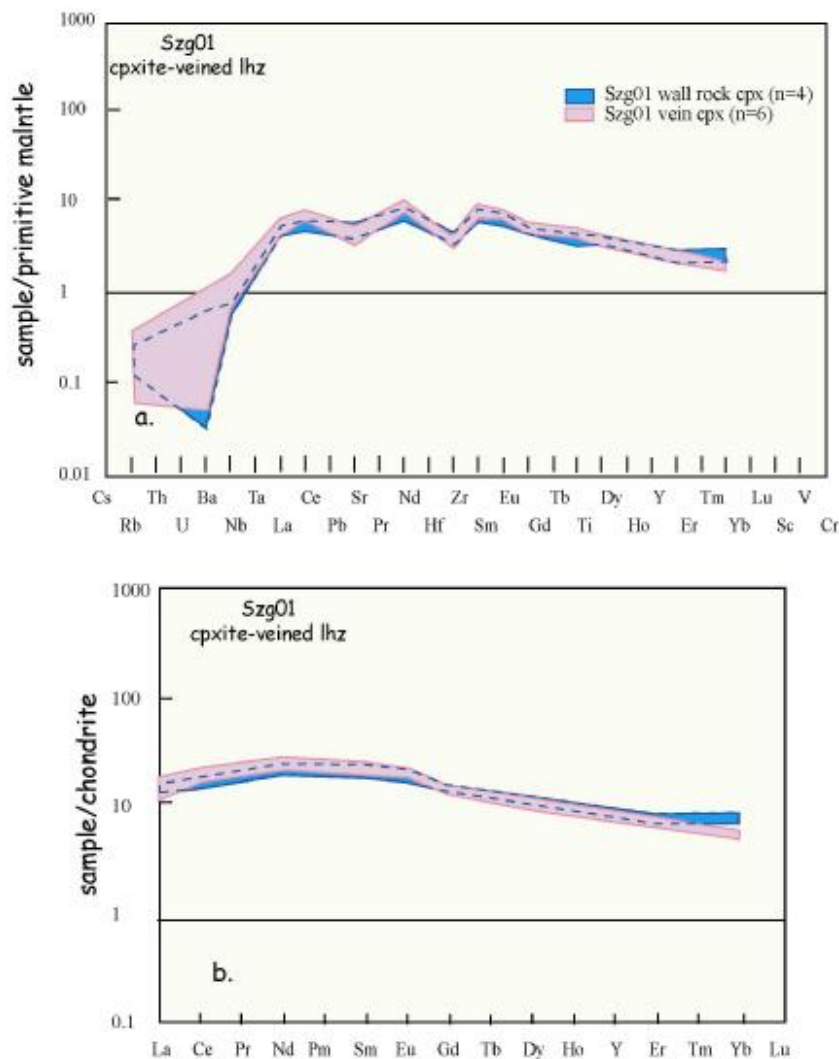 1000
Szg01
cpxite-veined lhz
100
Szg01 wall rock cpx (n=4)
Szg01 vein cpx (n=6)
10
1
0.1
a.
0.01
sample/primitive malntle
Cs Th Ba Ta Ce Sr Nd Zr Eu Tb Dy Y Tm Lu V
Rb U Nb La Pb Pr Hf Sm Gd Ti Ho Er Yb Sc Cr
1000
Szg01
cpxite-veined lhz
100
10
1
b.
0.1
sample/chondrite
La Ce Pr Nd Pm Sm Eu Gd Tb Dy Ho Y Er Tm Yb Lu